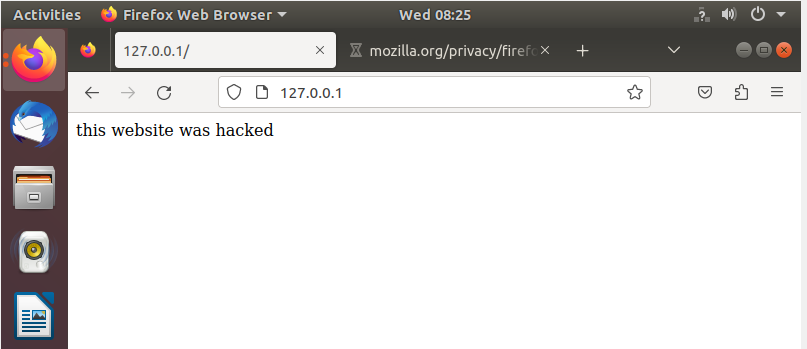 Activities Firefox Web Browser Wed 08:25
127.0.0.1/ mozilla.org/privacy/firef
127.0.0.1
this website was hacked